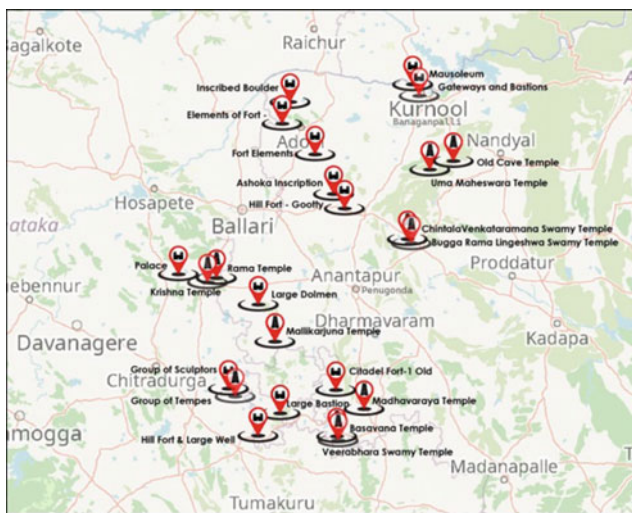 agalkote
Raichur
Mausoleum
Inscribed Boulder
Gateways and Bastions
Kurnool
Banaganpalli
Elements of Fort -
Ado
Nandyal
Fort Elements
Old Cave Temple
Uma Maheswara Temple
Ashoka Inscription
Hosapete
Hill Fort - Gootty
ataka
Ballari
ChintalaVenkataramana Swamy Temple
Bugga Rama Lingeshwa Swamy Temple
Palace
Rama Temple
Anantapur
Proddatur
ebennur
Krishna Temple
Penugonda
Large Dolmen
Dharmavaram
Mallikarjuna Temple
Davanagere
Kadapa
Group of Sculptors
Citadel Fort-1 Old
Chitradurga
Madhavaraya Temple
Group of Tempes
Large Bastion
amogga
Basavana Temple
Hill Fort & Large Well
Veerabhara Swamy Temple
Madanapalle
Tumakuru